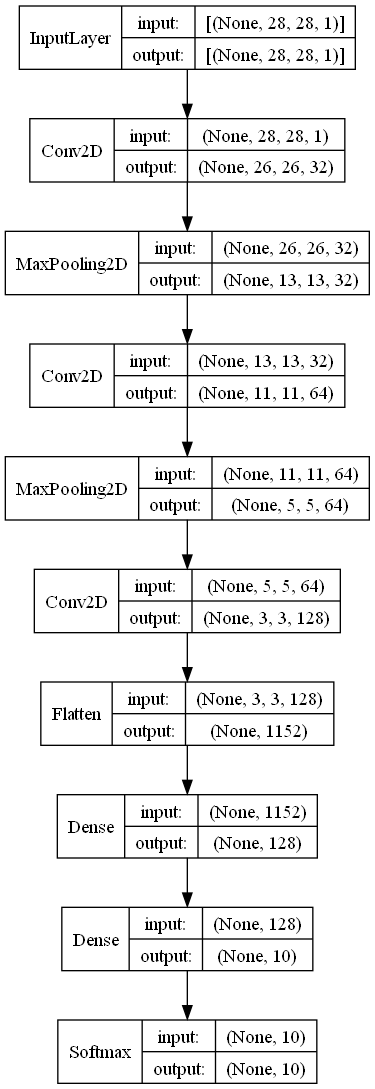 InputLayer
input: [(None, 28, 28, 1)]
output: [(None, 28, 28, 1)]
Conv2D
input: (None, 28, 28, 1)
output: (None, 26, 26, 32)
MaxPooling2D
input: (None, 26, 26, 32)
output: (None, 13, 13, 32)
Conv2D
input: (None, 13, 13, 32)
output: (None, 11, 11, 64)
MaxPooling2D
input: (None, 11, 11, 64)
output: (None, 5, 5, 64)
Conv2D
input: (None, 5, 5, 64)
output: (None, 3, 3, 128)
Flatten
input: (None, 3, 3, 128)
output: (None, 1152)
Dense
input: (None, 1152)
output: (None, 128)
Dense
input: (None, 128)
output: (None, 10)
Softmax
input: (None, 10)
output: (None, 10)